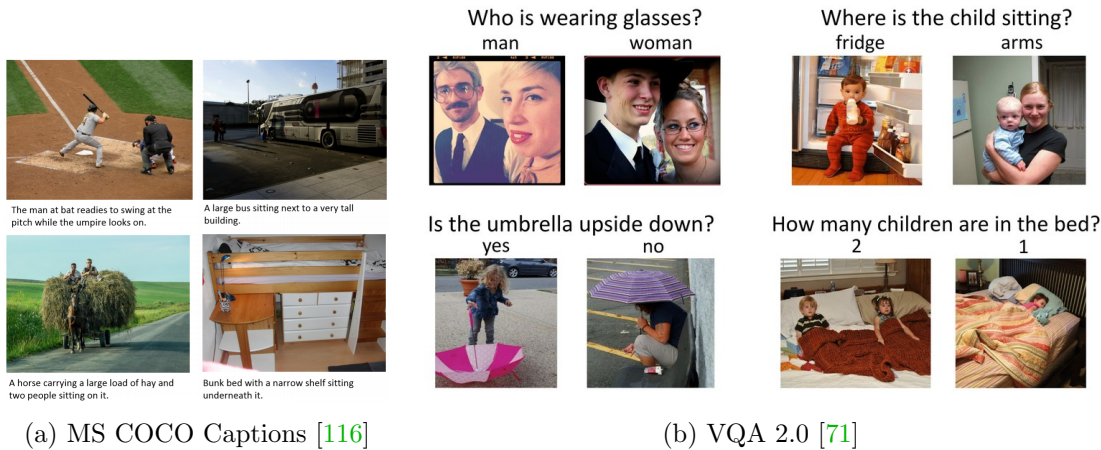 The man at bat readies to swing at the
pitch while the umpire looks on.
A large bus sitting next to a very tall
building.
A horse carrying a large load of hay and
two people sitting on it.
Bunk bed with a narrow shelf sitting
underneath it.
(a) MS COCO Captions [116]
Who is wearing glasses?
man woman
Where is the child sitting?
fridge arms
Is the umbrella upside down?
yes no
How many children are in the bed?
2 1
(b) VQA 2.0 [71]